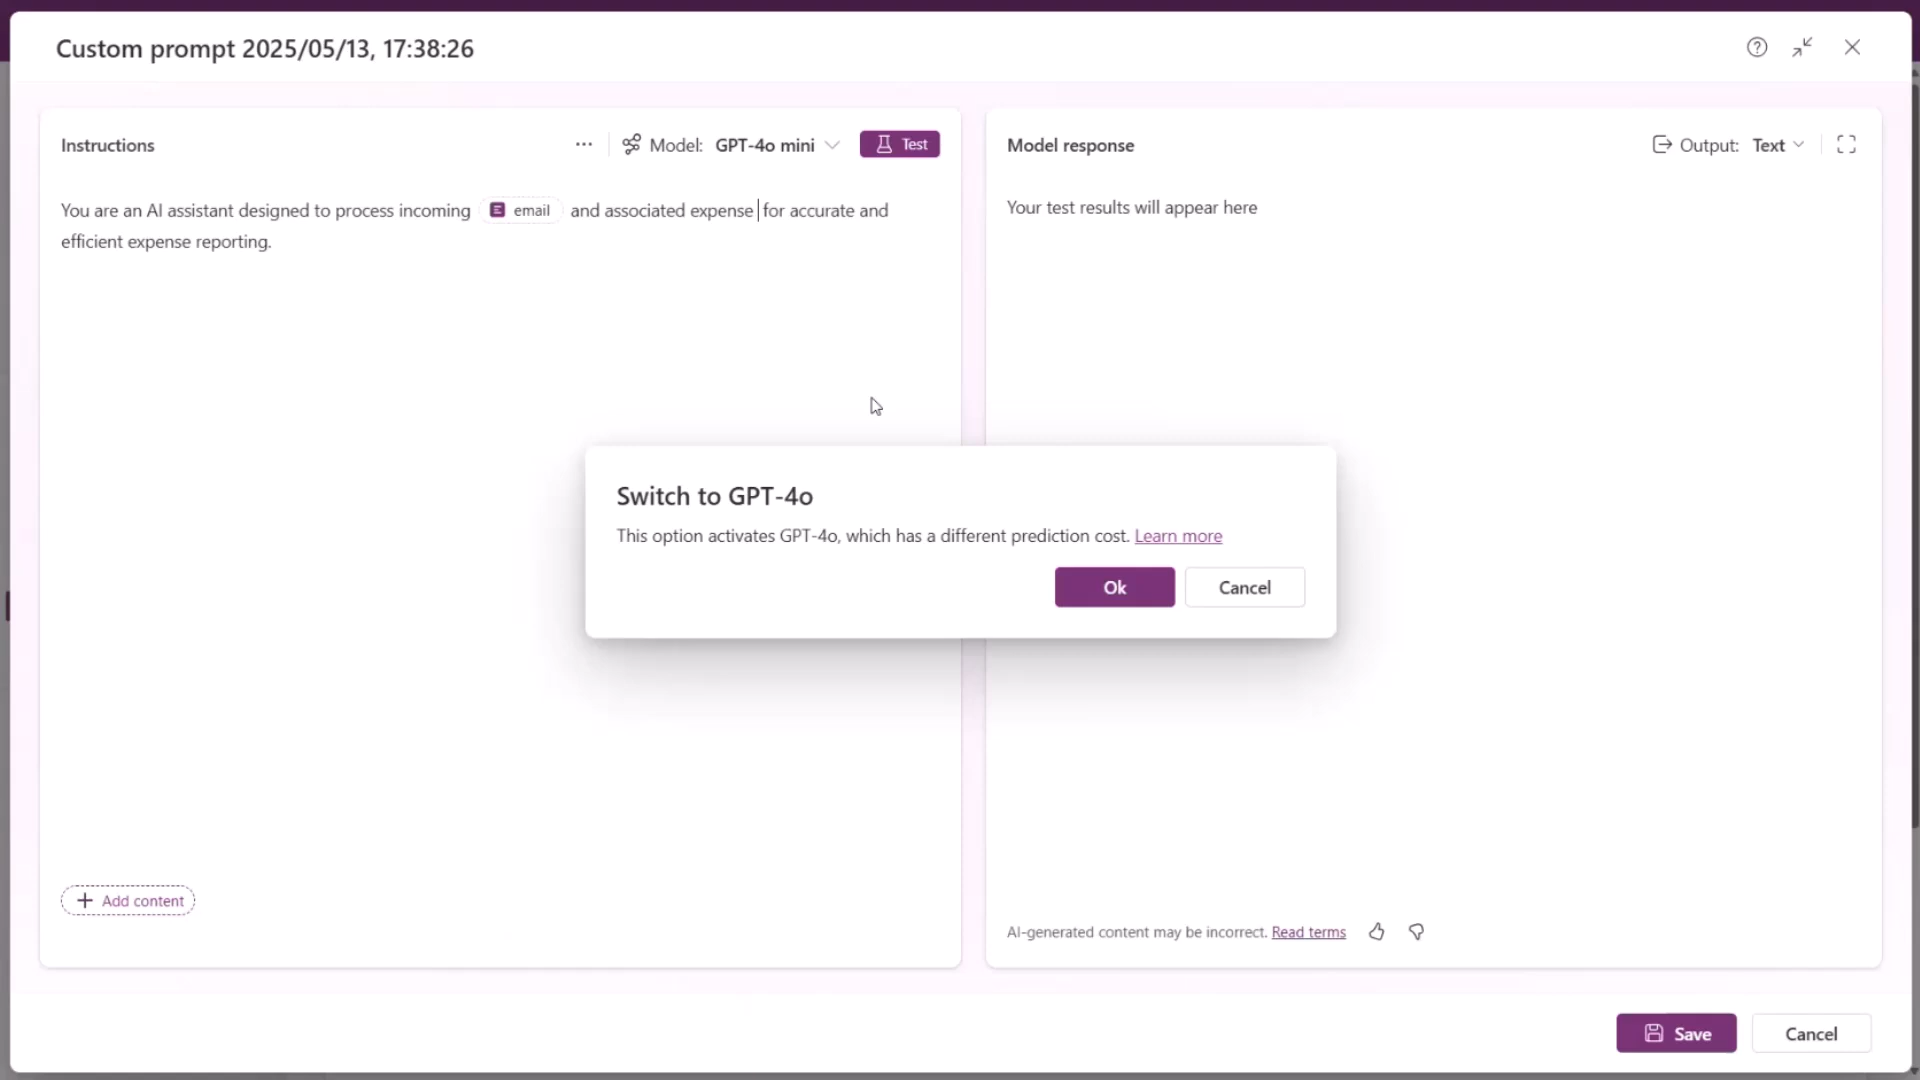 Custom prompt 2025/05/13, 17:38:26
Instructions
Model: GPT-4o mini
Test
You are an AI assistant designed to process incoming email and associated expense for accurate and
efficient expense reporting.
Add content
Model response
Output: Text
Your test results will appear here
Switch to GPT-4o
This option activates GPT-4o, which has a different prediction cost. Learn more
Ok
Cancel
AI-generated content may be incorrect. Read terms
Save
Cancel